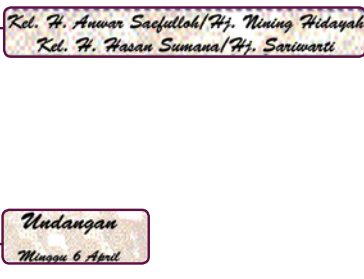 Kel. H. Anwar Saefulloh/Hj. Nining Hidayah
Kel. H. Hasan Sumana/Hj. Sariwarti
Undangan
Minggu 6 April